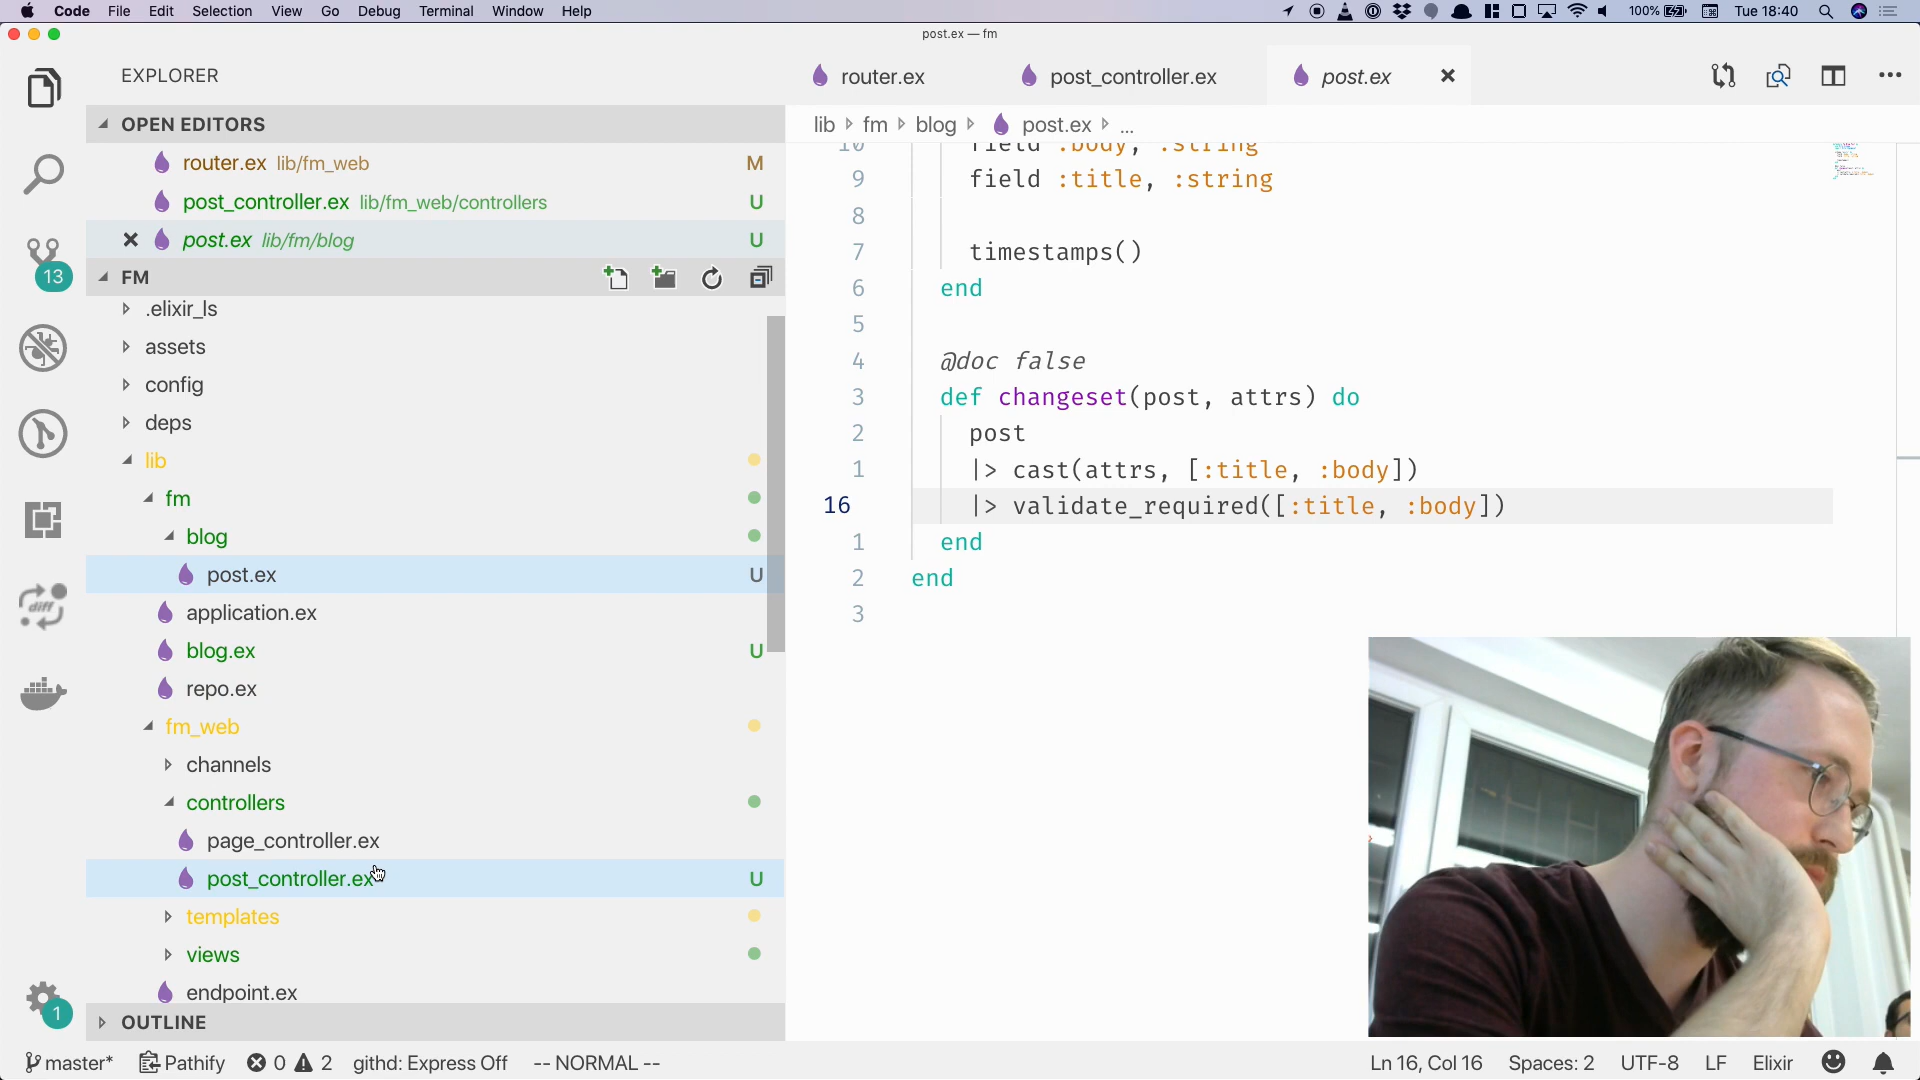 Code File Edit Selection View Go Debug Terminal Window Help 100% Tue 18:40
post.ex — fm
EXPLORER
router.ex post_controller.ex post.ex
OPEN EDITORS
lib fm blog post.ex ...
router.ex lib/fm_web M
post_controller.ex lib/fm_web/controllers U
post.ex lib/fm/blog U
13
FM
.elixir_ls
assets
config
deps
lib
fm
blog
post.ex U
application.ex
blog.ex U
repo.ex
fm_web
channels
controllers
page_controller.ex
post_controller.ex U
templates
views
endpoint.ex
diff
1
OUTLINE
10 field :body, :string
9 field :title, :string
8
7 timestamps()
6 end
5
4 @doc false
3 def changeset(post, attrs) do
2 post
1 |> cast(attrs, [:title, :body])
16 |> validate_required([:title, :body])
1 end
2 end
3
master* Pathify 0 2 githd: Express Off -- NORMAL -- Ln 16, Col 16 Spaces: 2 UTF-8 LF Elixir